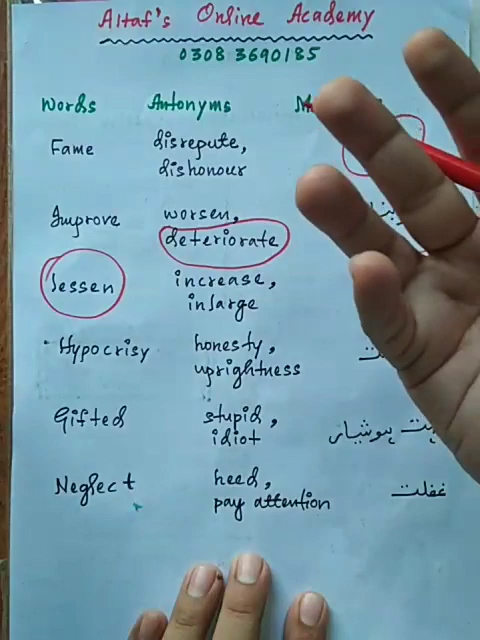 Altaf's Online Academy
0308 3690185
Words Antonyms
Fame disrepute,
dishonour
Improve worsen,
deteriorate
lessen increase,
inlarge
Hypocrisy honesty,
uprightness
Gifted stupid,
idiot ہوشیار
Neglect heed, غفلت
pay attention